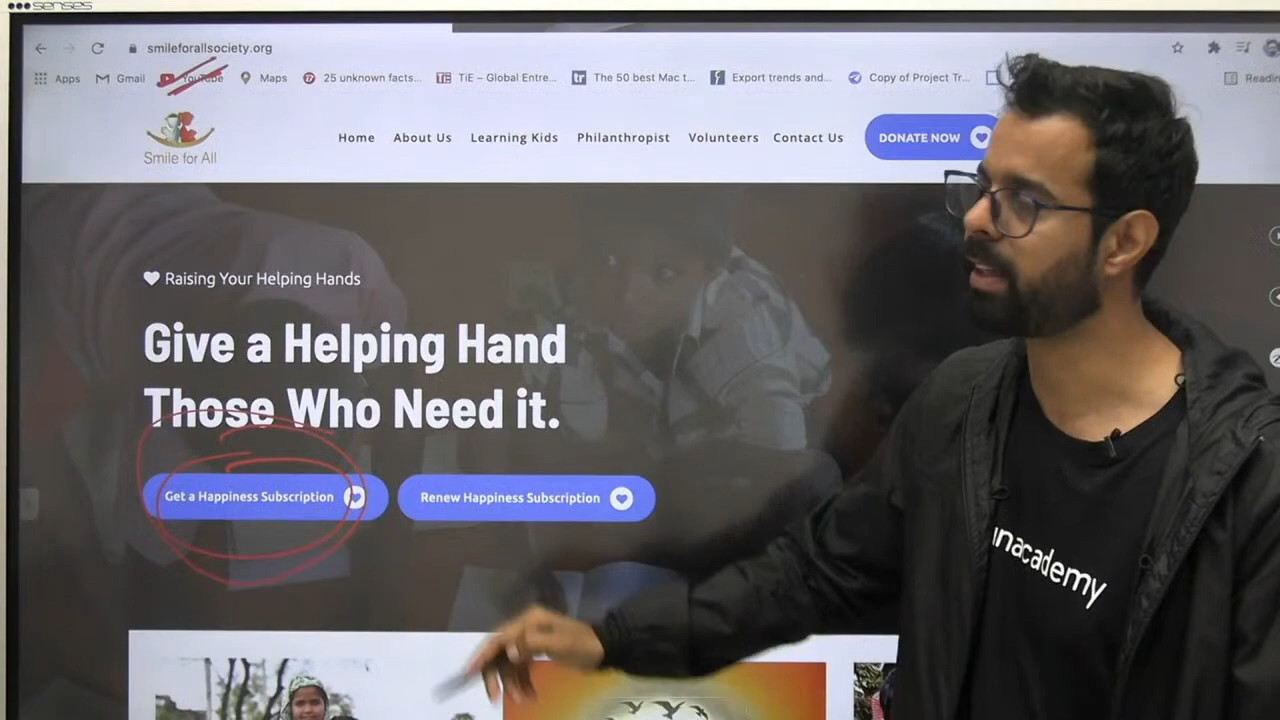 senses
smileforallsociety.org
Apps Gmail YouTube Maps 25 unknown facts... TiE – Global Entre... The 50 best Mac t... Export trends and... Copy of Project Tr... Readin
Smile for All
Home About Us Learning Kids Philanthropist Volunteers Contact Us DONATE NOW
Raising Your Helping Hands
Give a Helping Hand
Those Who Need it.
Get a Happiness Subscription Renew Happiness Subscription
unacademy